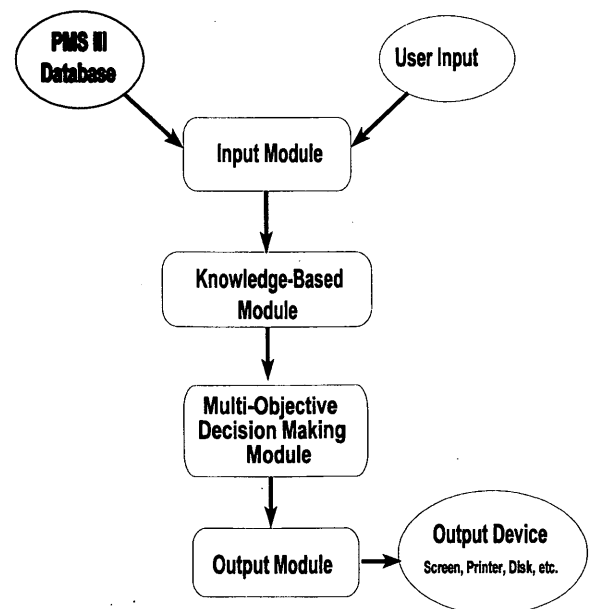 PMS III
Database
User Input
Input Module
Knowledge-Based
Module
Multi-Objective
Decision Making
Module
Output Module
Output Device
Screen, Printer, Disk, etc.